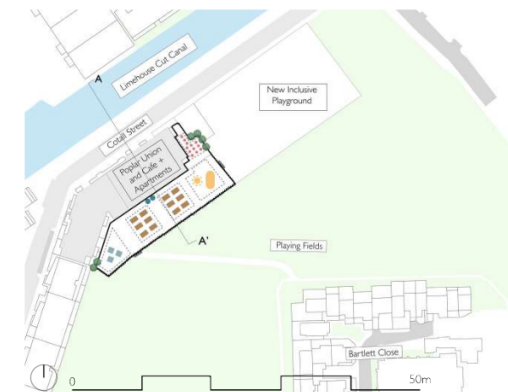 A
Limehouse Cut Canal
New Inclusive
Playground
Cotall Street
Poplar Union
and Cafe +
Apartments
A'
Playing Fields
Bartlett Close
0
50m